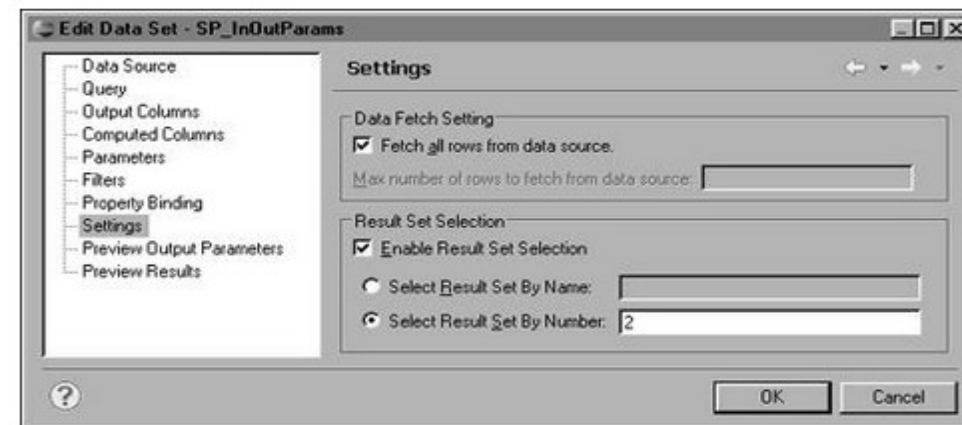 Edit Data Set - SP_InOutParams
Data Source
Query
Output Columns
Computed Columns
Parameters
Filters
Property Binding
Settings
Preview Output Parameters
Preview Results
Settings
Data Fetch Setting
Fetch all rows from data source.
Max number of rows to fetch from data source:
Result Set Selection
Enable Result Set Selection
Select Result Set By Name:
Select Result Set By Number: 2
?
OK
Cancel